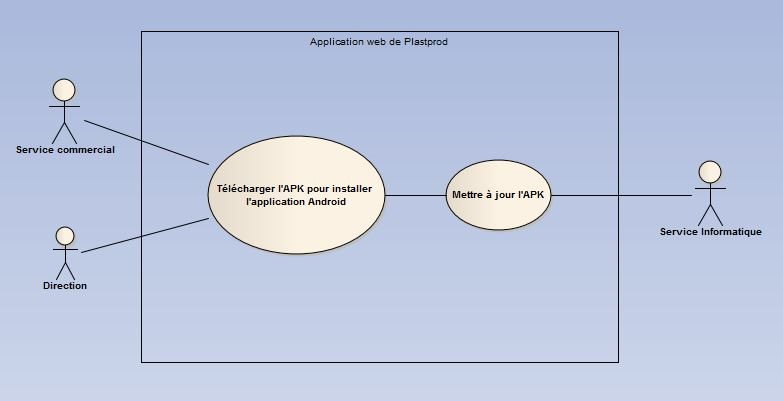 Application web de Plastprod
Service commercial
Télécharger l'APK pour installer
l'application Android
Mettre à jour l'APK
Service Informatique
Direction